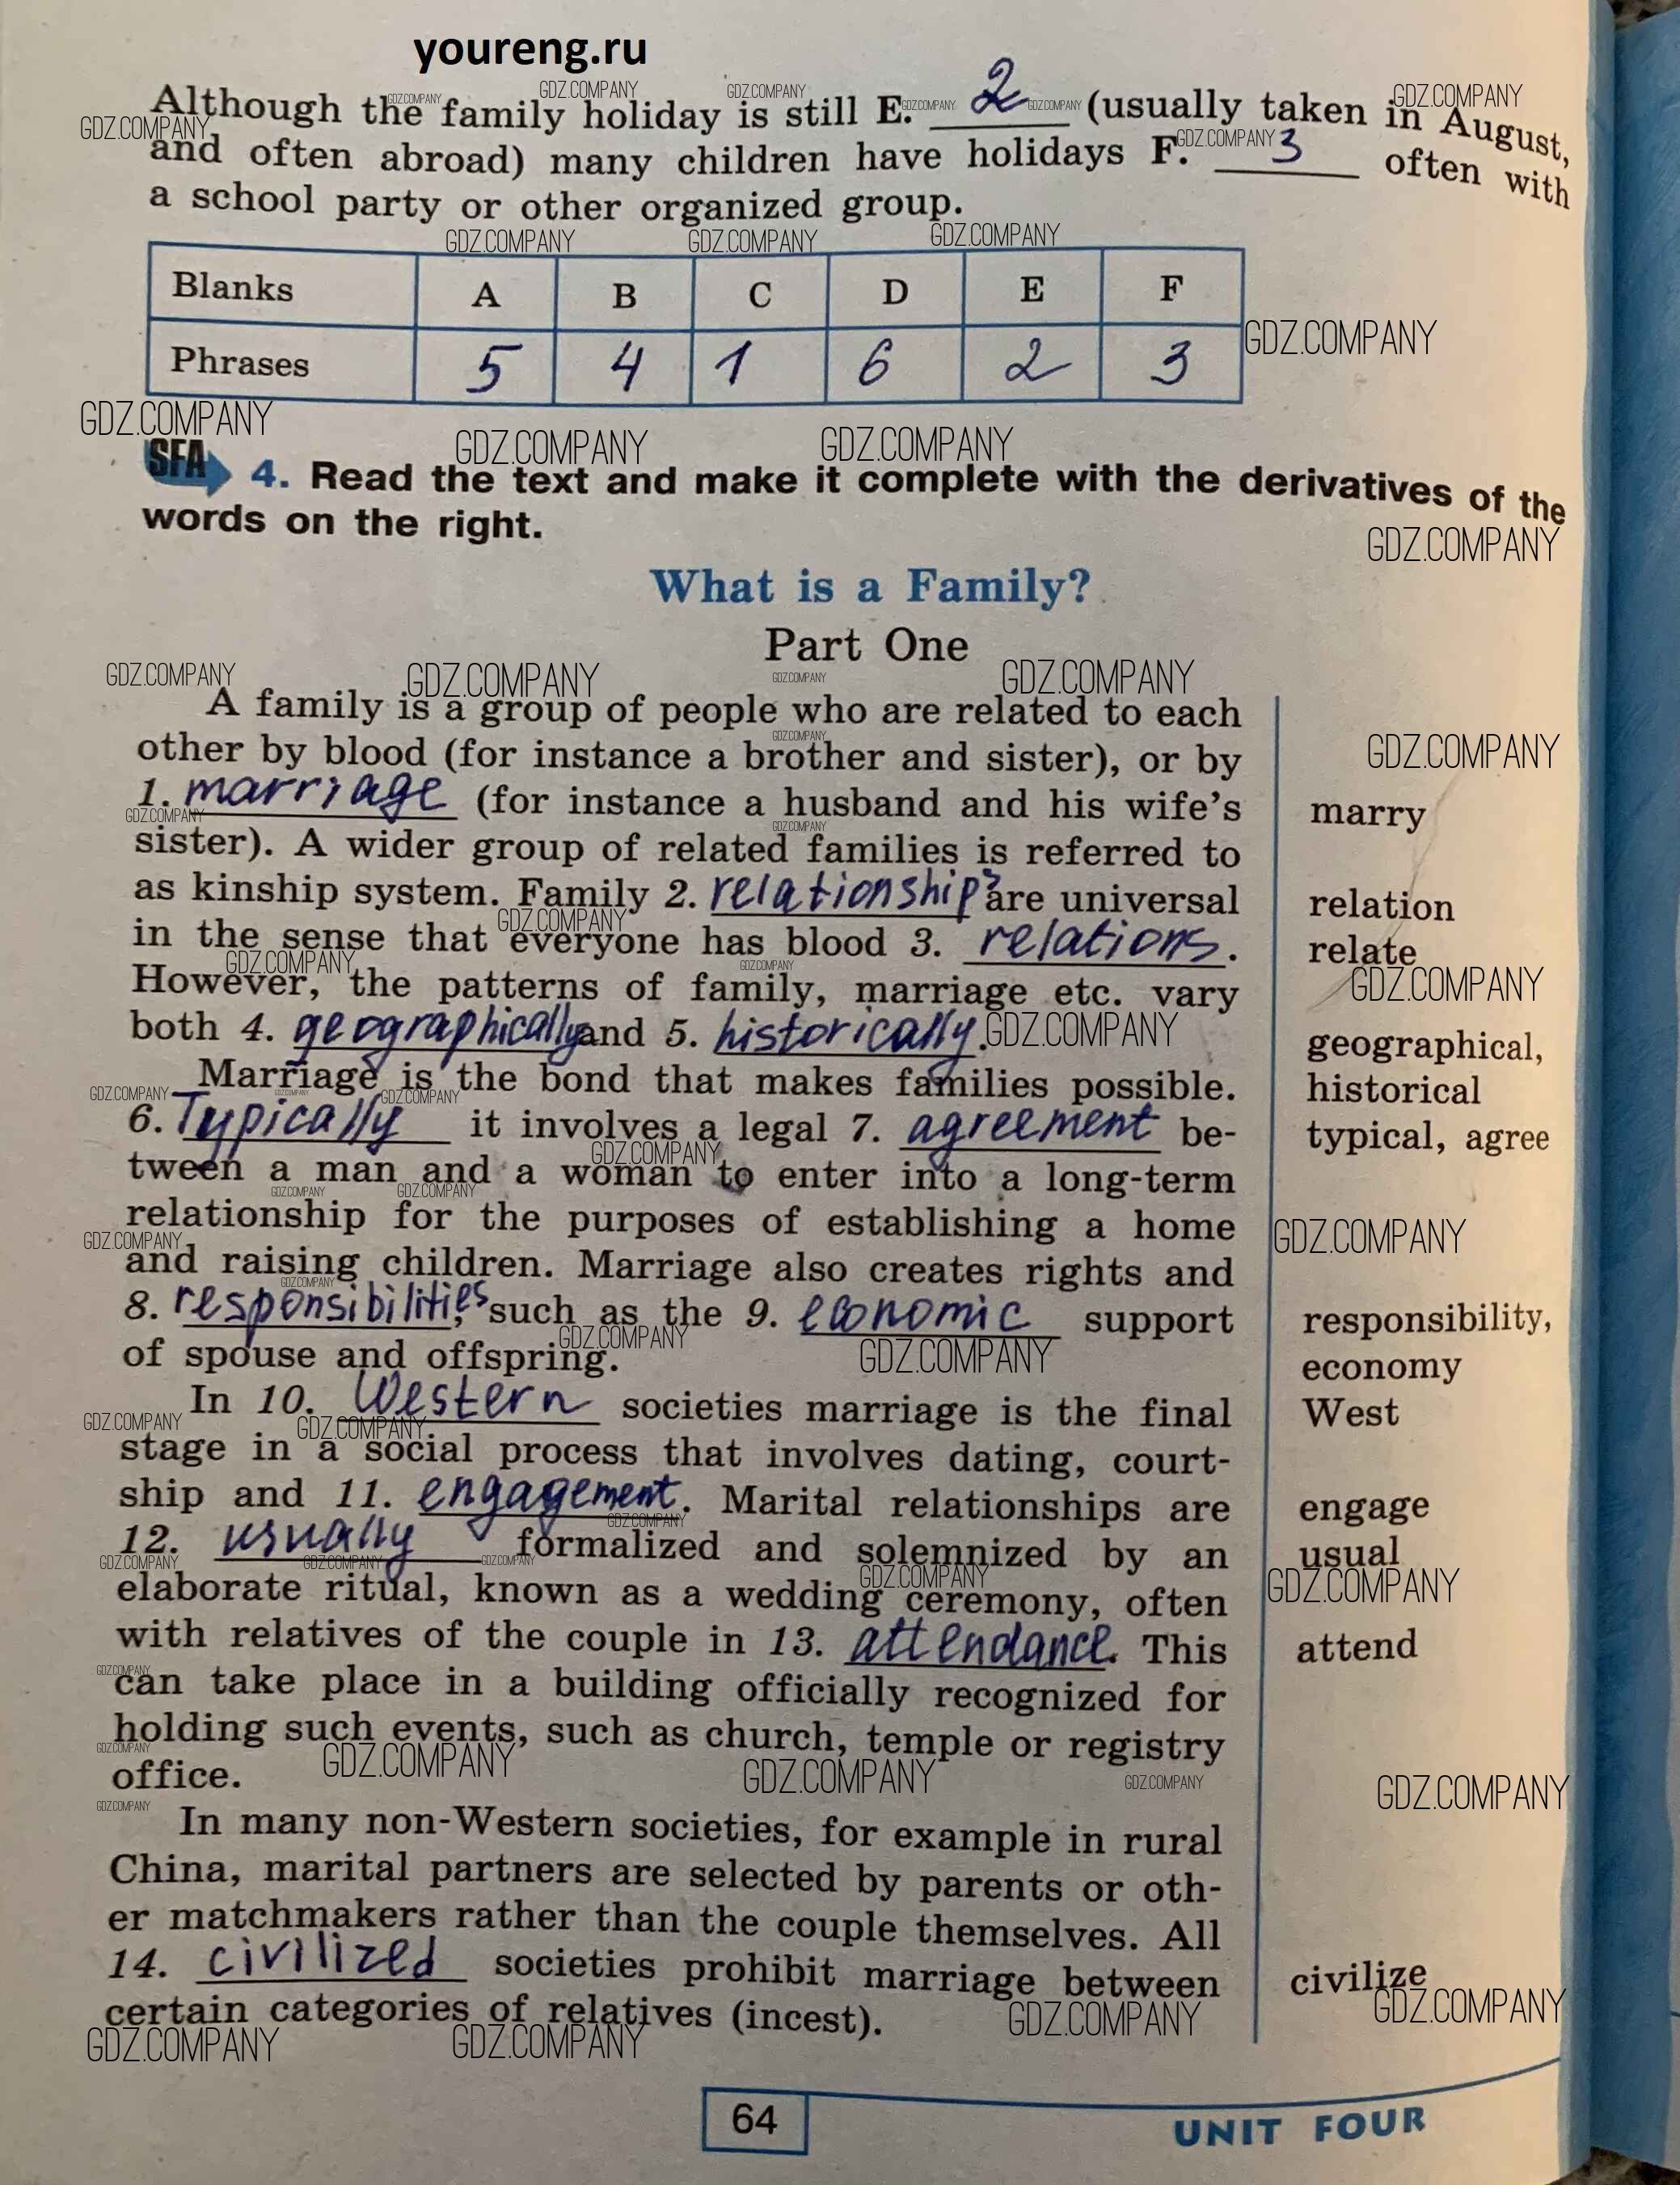 youreng.ru
Although the family holiday is still E. 2 (usually taken in August,
and often abroad) many children have holidays F. 3 often with
a school party or other organized group.
Blanks A B C D E F
Phrases 5 4 1 6 2 3
SFA 4. Read the text and make it complete with the derivatives of the
words on the right.
What is a Family?
Part One
A family is a group of people who are related to each
other by blood (for instance a brother and sister), or by
1. marriage (for instance a husband and his wife's marry
sister). A wider group of related families is referred to
as kinship system. Family 2. relationships are universal relation
in the sense that everyone has blood 3. relations. relate
However, the patterns of family, marriage etc. vary
both 4. geographically and 5. historically. geographical,
Marriage is the bond that makes families possible. historical
6. Typically it involves a legal 7. agreement be- typical, agree
tween a man and a woman to enter into a long-term
relationship for the purposes of establishing a home
and raising children. Marriage also creates rights and
8. responsibilities, such as the 9. economic support responsibility,
of spouse and offspring. economy
In 10. Western societies marriage is the final West
stage in a social process that involves dating, court-
ship and 11. engagement. Marital relationships are engage
12. usually formalized and solemnized by an usual
elaborate ritual, known as a wedding ceremony, often
with relatives of the couple in 13. attendance. This attend
can take place in a building officially recognized for
holding such events, such as church, temple or registry
office.
In many non-Western societies, for example in rural
China, marital partners are selected by parents or oth-
er matchmakers rather than the couple themselves. All
14. civilized societies prohibit marriage between civilize
certain categories of relatives (incest).
GDZ.COMPANY
64
UNIT FOUR